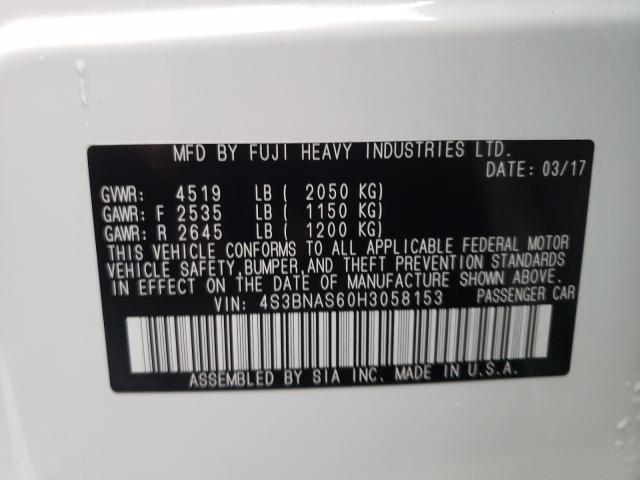 MFD BY FUJI HEAVY INDUSTRIES LTD.
DATE: 03/17
GVWR: 4519 LB ( 2050 KG)
GAWR: F 2535 LB ( 1150 KG)
GAWR: R 2645 LB ( 1200 KG)
THIS VEHICLE CONFORMS TO ALL APPLICABLE FEDERAL MOTOR
VEHICLE SAFETY, BUMPER, AND THEFT PREVENTION STANDARDS
IN EFFECT ON THE DATE OF MANUFACTURE SHOWN ABOVE.
VIN: 4S3BNAS60H3058153 PASSENGER CAR
ASSEMBLED BY SIA INC. MADE IN U.S.A.